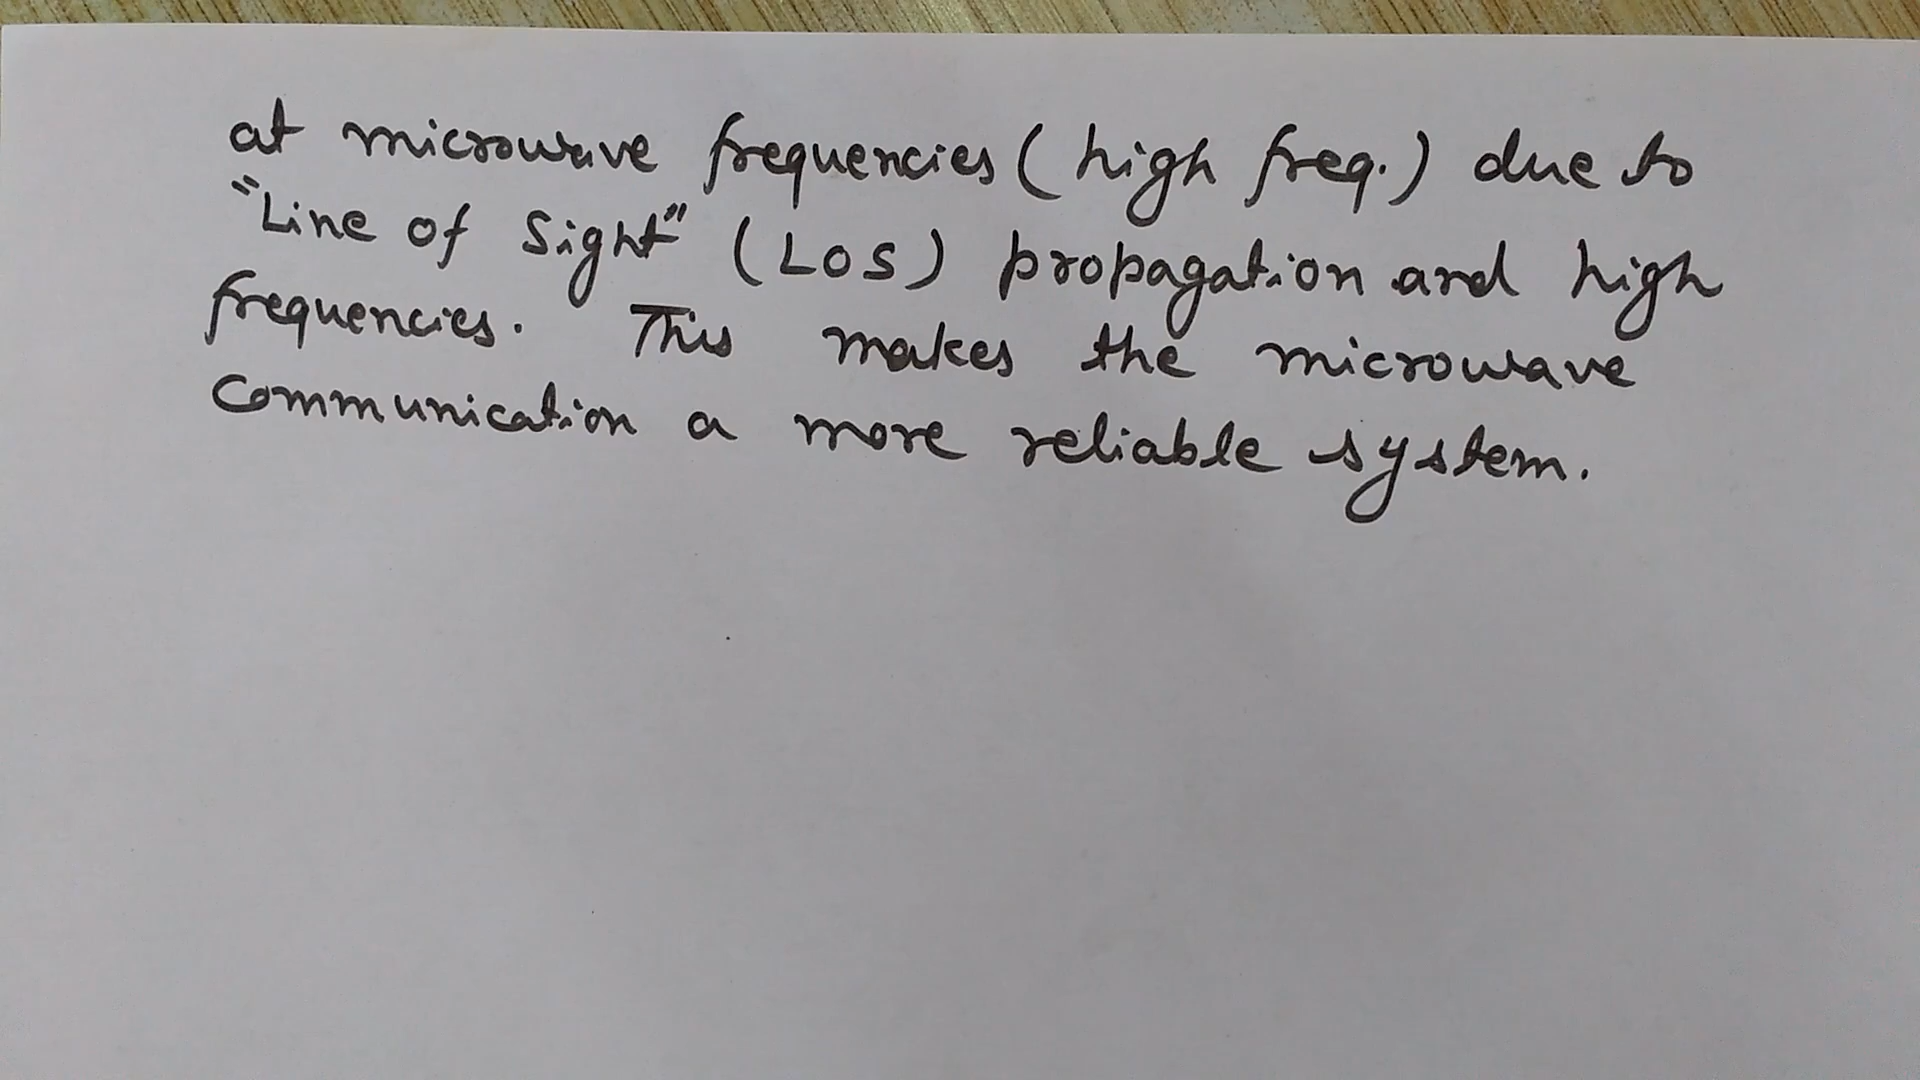 at microwave frequencies (high freq.) due to
"Line of Sight" (LOS) propagation and high
frequencies. This makes the microwave
Communication a more reliable system.